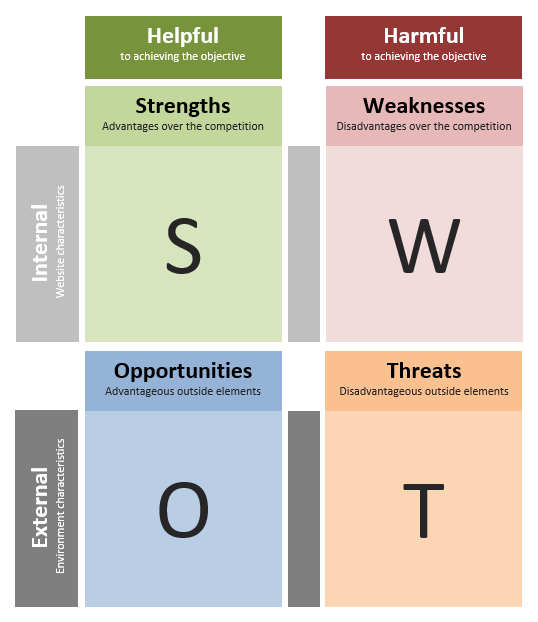 Helpful
to achieving the objective
Harmful
to achieving the objective
Strengths
Advantages over the competition
Weaknesses
Disadvantages over the competition
Internal
Website characteristics
S
W
Opportunities
Advantageous outside elements
Threats
Disadvantageous outside elements
External
Environment characteristics
O
T